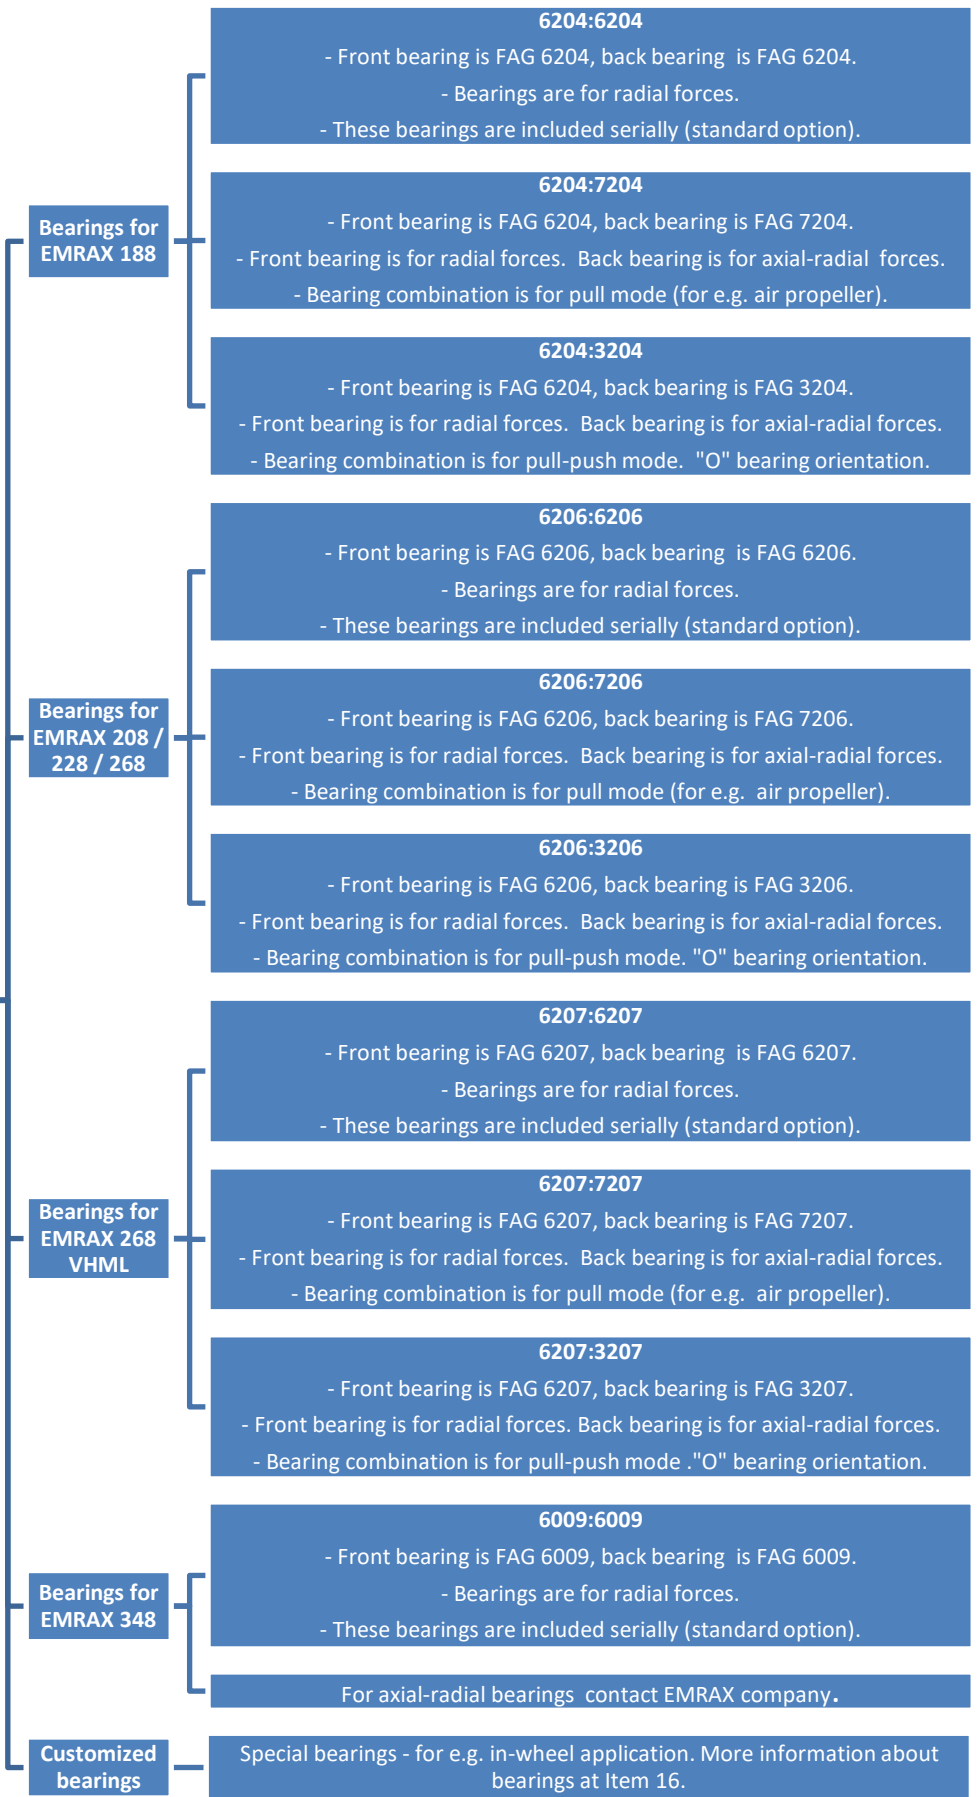 6204:6204
- Front bearing is FAG 6204, back bearing is FAG 6204.
- Bearings are for radial forces.
- These bearings are included serially (standard option).
Bearings for
EMRAX 188
6204:7204
- Front bearing is FAG 6204, back bearing is FAG 7204.
- Front bearing is for radial forces. Back bearing is for axial-radial forces.
- Bearing combination is for pull mode (for e.g. air propeller).
6204:3204
- Front bearing is FAG 6204, back bearing is FAG 3204.
- Front bearing is for radial forces. Back bearing is for axial-radial forces.
- Bearing combination is for pull-push mode. "O" bearing orientation.
6206:6206
- Front bearing is FAG 6206, back bearing is FAG 6206.
- Bearings are for radial forces.
- These bearings are included serially (standard option).
Bearings for
EMRAX 208 /
228 / 268
6206:7206
- Front bearing is FAG 6206, back bearing is FAG 7206.
- Front bearing is for radial forces. Back bearing is for axial-radial forces.
- Bearing combination is for pull mode (for e.g. air propeller).
6206:3206
- Front bearing is FAG 6206, back bearing is FAG 3206.
- Front bearing is for radial forces. Back bearing is for axial-radial forces.
- Bearing combination is for pull-push mode. "O" bearing orientation.
6207:6207
- Front bearing is FAG 6207, back bearing is FAG 6207.
- Bearings are for radial forces.
- These bearings are included serially (standard option).
Bearings for
EMRAX 268
VHML
6207:7207
- Front bearing is FAG 6207, back bearing is FAG 7207.
- Front bearing is for radial forces. Back bearing is for axial-radial forces.
- Bearing combination is for pull mode (for e.g. air propeller).
6207:3207
- Front bearing is FAG 6207, back bearing is FAG 3207.
- Front bearing is for radial forces. Back bearing is for axial-radial forces.
- Bearing combination is for pull-push mode ."O" bearing orientation.
6009:6009
- Front bearing is FAG 6009, back bearing is FAG 6009.
- Bearings are for radial forces.
- These bearings are included serially (standard option).
Bearings for
EMRAX 348
For axial-radial bearings contact EMRAX company.
Customized
bearings
Special bearings - for e.g. in-wheel application. More information about
bearings at Item 16.